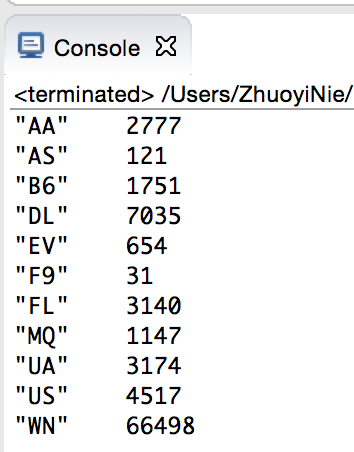 Console
<terminated> /Users/ZhuoyiNie/
"AA" 2777
"AS" 121
"B6" 1751
"DL" 7035
"EV" 654
"F9" 31
"FL" 3140
"MQ" 1147
"UA" 3174
"US" 4517
"WN" 66498